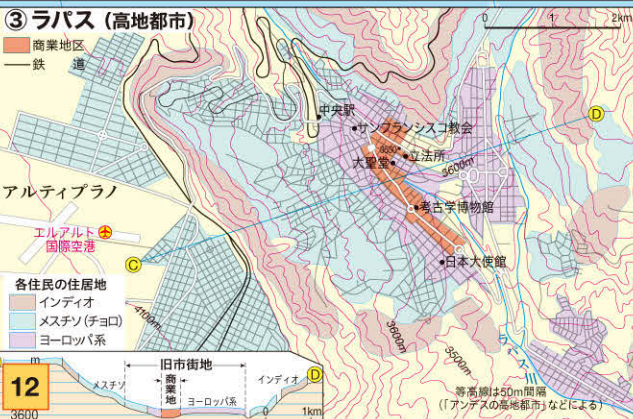 ③ラパス（高地都市）
0 1 2km
商業地区
鉄 道
中央駅
サンフランシスコ教会
D
3650
立法所
大聖堂
3600m
アルティプラノ
考古学博物館
エルアルト
国際空港
C
日本大使館
各住民の住居地
インディオ
メスチソ（チョロ）
ヨーロッパ系
4100m
3600m
3500m
ラパス川
m
旧市街地
12
メスチソ
商業地
ヨーロッパ系
インディオ
D
3600
0 1km
等高線は50m間隔
（「アンデスの高地都市」などによる）